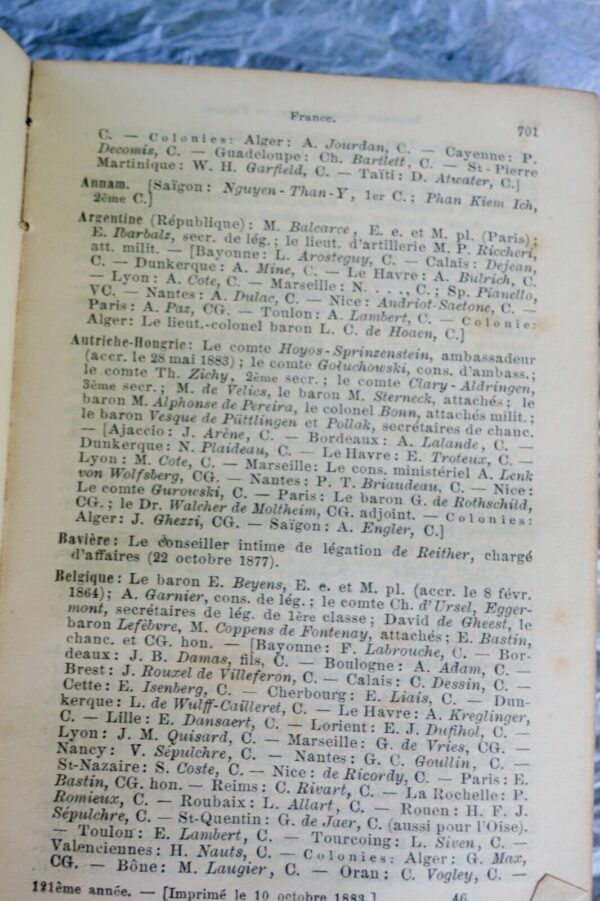 France.
701
C. — Colonies: Alger: A. Jourdan, C. — Cayenne: P.
Decomis, C. — Guadeloupe: Ch. Bartlett, C. — St-Pierre
Martinique: W. H. Garfield, C. — Taïti: D. Atwater, C.]
Annam. [Saïgon: Nguyen-Than-Y, 1er C.; Phan Kiem Ich,
2ème C.]
Argentine (République): M. Balcarce, E. e. et M. pl. (Paris);
E. Ibarbalz, secr. de lég.; le lieut. d'artillerie M. P. Riccheri,
att. milit. — [Bayonne: L. Arosteguy, C. — Calais: Dejean,
C. — Dunkerque: A. Mine, C. — Le Havre: A. Bulrich, C.
— Lyon: A. Cote, C. — Marseille: N. . . ., C.; Sp. Pianello,
VC. — Nantes: A. Dulac, C. — Nice: Andriot-Saetone, C. —
Paris: A. Paz, CG. — Toulon: A. Lambert, C. — Colonie:
Alger: Le lieut.-colonel baron L. C. de Hoaen, C.]
Autriche-Hongrie: Le comte Hoyos-Sprinzenstein, ambassadeur
(accr. le 28 mai 1883); le comte Gołuchowski, cons. d'ambass.;
le comte Th. Zichy, 2ème secr.; le comte Clary-Aldringen,
3ème secr.; M. de Velics, le baron M. Sterneck, attachés; le
baron M. Alphonse de Pereira, le colonel Bonn, attachés milit.;
le baron Vesque de Püttlingen et Pollak, secrétaires de chanc.
— [Ajaccio: J. Arène, C. — Bordeaux: A. Lalande, C. —
Dunkerque: N. Plaideau, C. — Le Havre: E. Troteux, C. —
Lyon: M. Cote, C. — Marseille: Le cons. ministériel A. Lenk
von Wolfsberg, CG. — Nantes: P. T. Briaudeau, C. — Nice:
Le comte Gurowski, C. — Paris: Le baron G. de Rothschild,
CG.; le Dr. Walcher de Moltheim, CG. adjoint. — Colonies:
Alger: J. Ghezzi, CG. — Saïgon: A. Engler, C.]
Bavière: Le conseiller intime de légation de Reither, chargé
d'affaires (22 octobre 1877).
Belgique: Le baron E. Beyens, E. e. et M. pl. (accr. le 8 févr.
1864); A. Garnier, cons. de lég.; le comte Ch. d'Ursel, Egger-
mont, secrétaires de lég. de 1ère classe; David de Gheest, le
baron Lefèbvre, M. Coppens de Fontenay, attachés; E. Bastin,
chanc. et CG. hon. — [Bayonne: F. Labrouche, C. — Bor-
deaux: J. B. Damas, fils, C. — Boulogne: A. Adam, C. —
Brest: J. Rouxel de Villeferon, C. — Calais: C. Dessin, C. —
Cette: E. Isenberg, C. — Cherbourg: E. Liais, C. — Dun-
kerque: L. de Wulff-Cailleret, C. — Le Havre: A. Kreglinger,
C. — Lille: E. Dansaert, C. — Lorient: E. J. Dufihol, C. —
Lyon: J. M. Quisard, C. — Marseille: G. de Vries, CG. —
Nancy: V. Sépulchre, C. — Nantes: G. C. Goullin, C. —
St-Nazaire: S. Coste, C. — Nice: de Ricordy, C. — Paris: E.
Bastin, CG. hon. — Reims: C. Rivart, C. — La Rochelle: P.
Romieux, C. — Roubaix: L. Allart, C. — Rouen: H. F. J.
Sépulchre, C. — St-Quentin: G. de Jaer, C. (aussi pour l'Oise).
— Toulon: E. Lambert, C. — Tourcoing: L. Siven, C. —
Valenciennes: H. Nauts, C. — Colonies: Alger: G. Max,
CG. — Bône: M. Laugier, C. — Oran: C. Vogley, C. —
121ème année. — [Imprimé le 10 octobre 1883.] 46